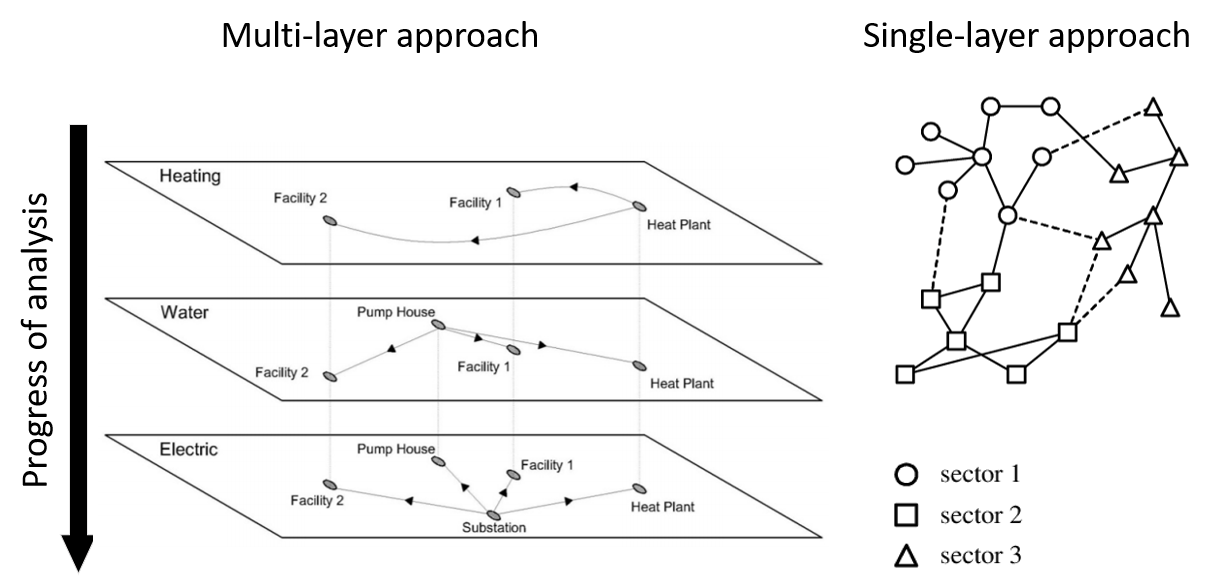 Multi-layer approach
Single-layer approach
Progress of analysis
Heating
Facility 2
Facility 1
Heat Plant
Water
Pump House
Facility 2
Facility 1
Heat Plant
Electric
Pump House
Facility 1
Facility 2
Heat Plant
Substation
sector 1
sector 2
sector 3